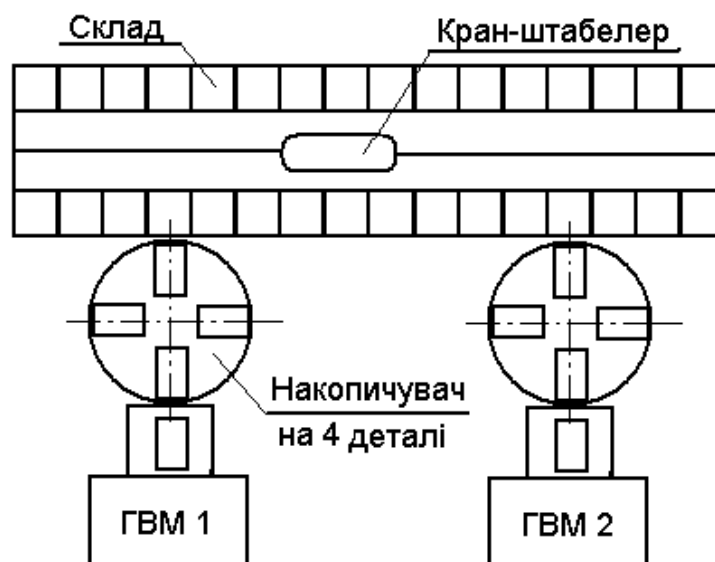 Склад
Кран-штабелер
Накопичувач
на 4 деталі
ГВМ 1
ГВМ 2